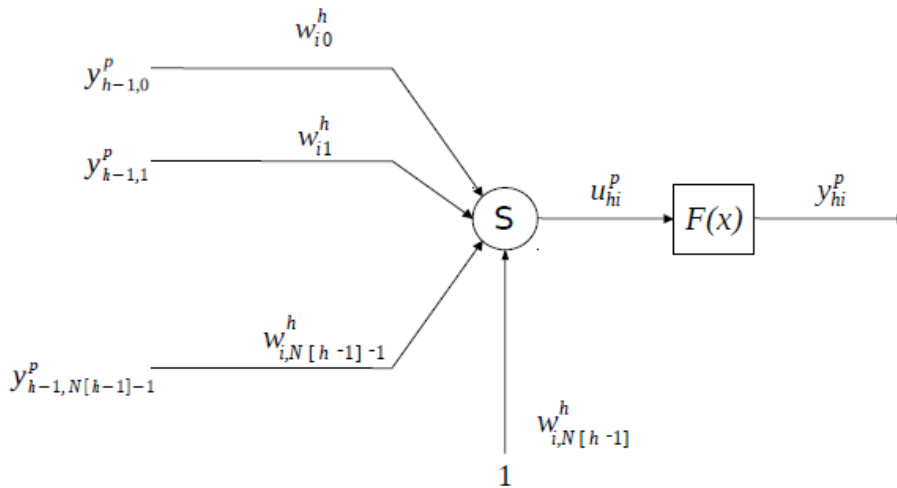 w^h_{i0}
y^p_{h-1,0}
w^h_{i1}
y^p_{h-1,1}
S
u^p_{hi}
F(x)
y^p_{hi}
w^h_{i,N[h-1]-1}
y^p_{h-1,N[h-1]-1}
w^h_{i,N[h-1]}
1